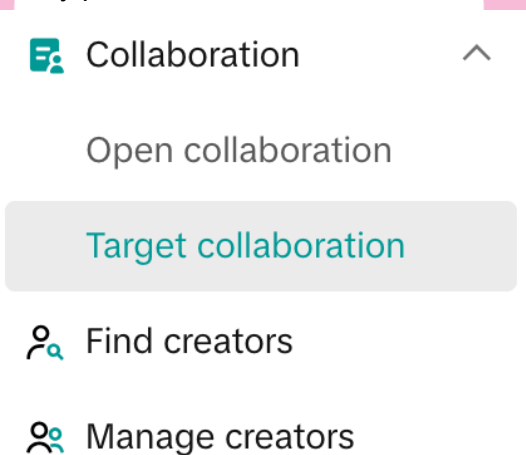 Collaboration
Open collaboration
Target collaboration
Find creators
Manage creators